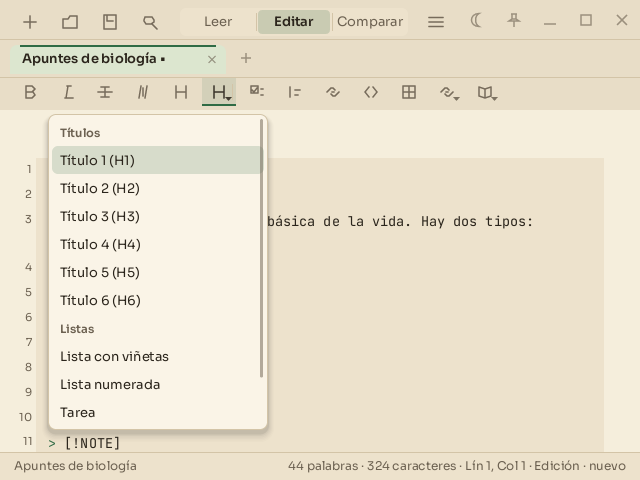 Leer Editar Comparar
Apuntes de biología •
Títulos
Título 1 (H1)
Título 2 (H2)
Título 3 (H3)
Título 4 (H4)
Título 5 (H5)
Título 6 (H6)
Listas
Lista con viñetas
Lista numerada
Tarea
1
2
3 básica de la vida. Hay dos tipos:
4
5
6
7
8
9
10
11 > [!NOTE]
Apuntes de biología 44 palabras · 324 caracteres · Lín 1, Col 1 · Edición · nuevo